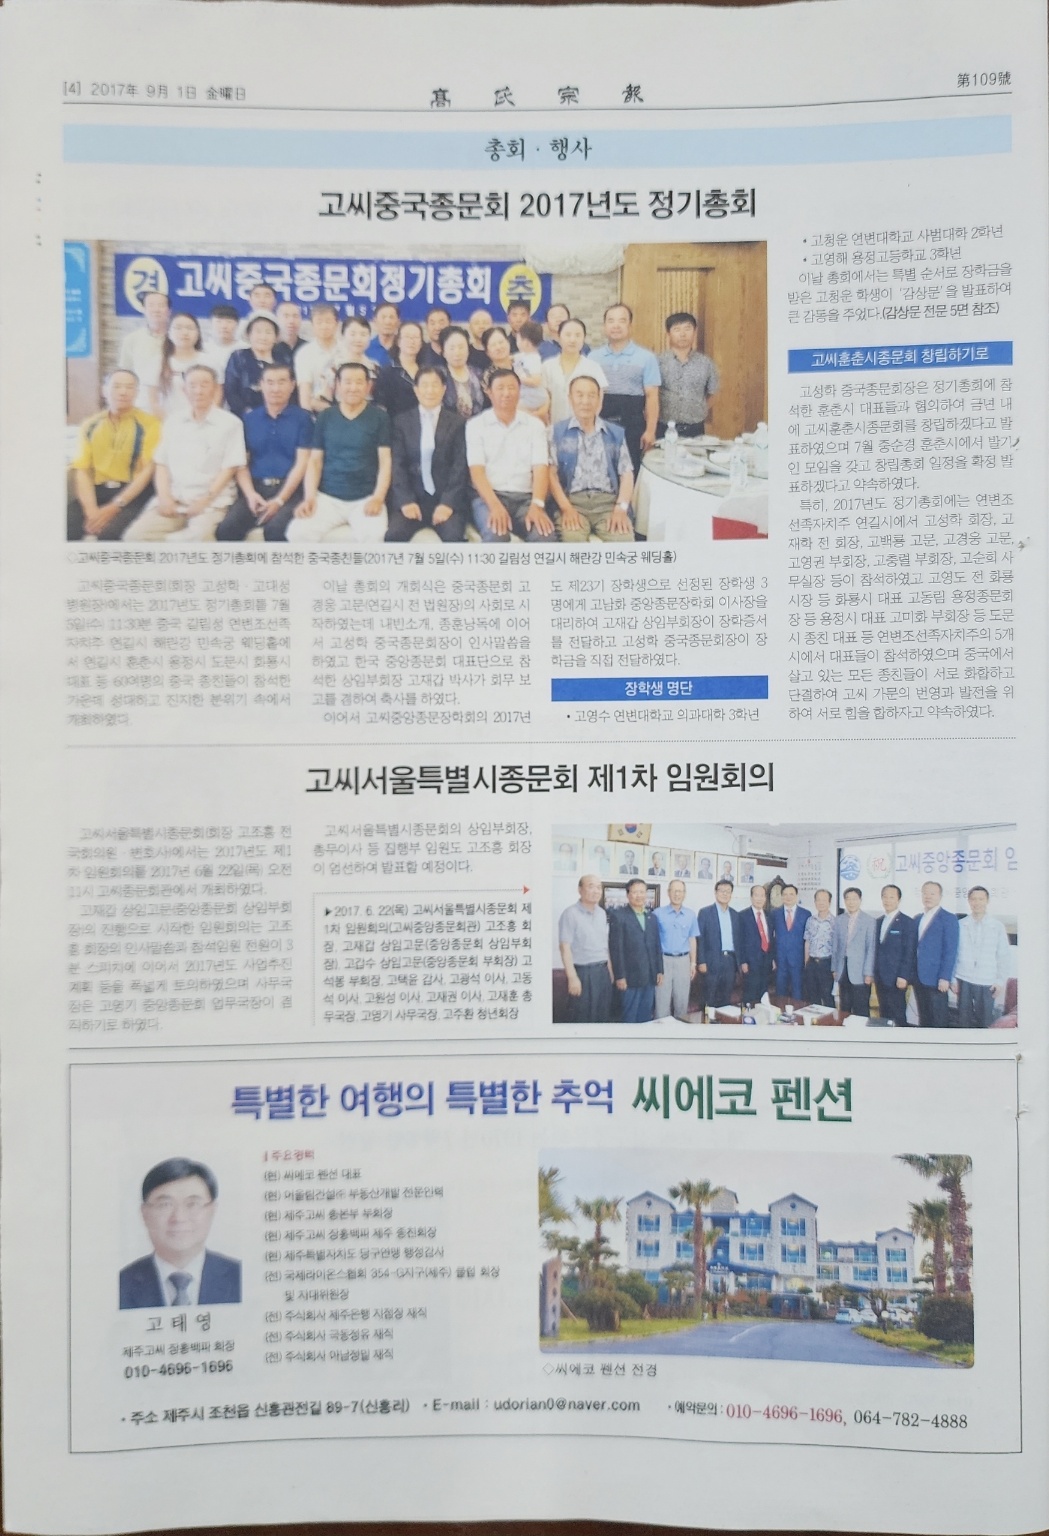 [4] 2017年 9月 1日 金曜日
高 氏 宗 報
第109號
총회 · 행사
고씨중국종문회 2017년도 정기총회
경 고씨중국종문회정기총회 축
◇고씨중국종문회 2017년도 정기총회에 참석한 중국종친들(2017년 7월 5일(수) 11:30 길림성 연길시 해란강 민속궁 웨딩홀)
고씨중국종문회(회장 고성학·고대성
병원장)에서는 2017년도 정기총회를 7월
5일(수) 11:30분 중국 길림성 연변조선족
자치주 연길시 해란강 민속궁 웨딩홀에
서 연길시 훈춘시 용정시 도문시 화룡시
대표 등 60여명의 중국 종친들이 참석한
가운데 성대하고 진지한 분위기 속에서
개최하였다.
이날 총회의 개회식은 중국종문회 고
경웅 고문(연길시 전 법원장)의 사회로 시
작하였는데 내빈소개, 종훈낭독에 이어
서 고성학 중국종문회장이 인사말씀을
하였고 한국 중앙종문회 대표단으로 참
석한 상임부회장 고재갑 박사가 회무 보
고를 겸하여 축사를 하였다.
이어서 고씨중앙종문장학회의 2017년
도 제23기 장학생으로 선정된 장학생 3
명에게 고남화 중앙종문장학회 이사장을
대리하여 고재갑 상임부회장이 장학증서
를 전달하고 고성학 중국종문회장이 장
학금을 직접 전달하였다.
장학생 명단
• 고영수 연변대학교 의과대학 3학년
• 고청운 연변대학교 사범대학 2학년
• 고영해 용정고등학교 3학년
이날 총회에서는 특별 순서로 장학금을
받은 고청운 학생이 '감상문'을 발표하여
큰 감동을 주었다.(감상문 전문 5면 참조)
고씨훈춘시종문회 창립하기로
고성학 중국종문회장은 정기총회에 참
석한 훈춘시 대표들과 협의하여 금년 내
에 고씨훈춘시종문회를 창립하겠다고 발
표하였으며 7월 중순경 훈춘시에서 발기
인 모임을 갖고 창립총회 일정을 확정 발
표하겠다고 약속하였다.
특히, 2017년도 정기총회에는 연변조
선족자치주 연길시에서 고성학 회장, 고
재학 전 회장, 고백룡 고문, 고경웅 고문,
고영권 부회장, 고충렬 부회장, 고순희 사
무실장 등이 참석하였고 고영도 전 화룡
시장 등 화룡시 대표 고동림 용정종문회
장 등 용정시 대표 고미화 부회장 등 도문
시 종친 대표 등 연변조선족자치주의 5개
시에서 대표들이 참석하였으며 중국에서
살고 있는 모든 종친들이 서로 화합하고
단결하여 고씨 가문의 번영과 발전을 위
하여 서로 힘을 합하자고 약속하였다.
고씨서울특별시종문회 제1차 임원회의
고씨서울특별시종문회(회장 고조흥 전
국회의원·변호사)에서는 2017년도 제1
차 임원회의를 2017년 6월 22일(목) 오전
11시 고씨종문회관에서 개최하였다.
고재갑 상임고문(중앙종문회 상임부회
장)의 진행으로 시작한 임원회의는 고조
흥 회장의 인사말씀과 참석임원 전원이 3
분 스피치에 이어서 2017년도 사업추진
계획 등을 폭넓게 토의하였으며 사무국
장은 고영기 중앙종문회 업무국장이 겸
직하기로 하였다.
고씨서울특별시종문회의 상임부회장,
총무이사 등 집행부 임원도 고조흥 회장
이 엄선하여 발표할 예정이다.
▶2017. 6. 22(목) 고씨서울특별시종문회 제
1차 임원회의(고씨중앙종문회관) 고조흥 회
장, 고재갑 상임고문(중앙종문회 상임부회
장), 고갑수 상임고문(중앙종문회 부회장) 고
석봉 부회장, 고택윤 감사, 고광석 이사, 고동
석 이사, 고원성 이사, 고재권 이사, 고재훈 총
무국장, 고영기 사무국장, 고주환 청년회장
祝 고씨중앙종문회 임
특별한 여행의 특별한 추억 씨에코 펜션
주요경력
(현) 씨에코 펜션 대표
(현) 어울림건설㈜ 부동산개발 전문인력
(현) 제주고씨 총본부 부회장
(현) 제주고씨 장흥백파 제주 종친회장
(현) 제주특별자치도 당구연맹 행정감사
(전) 국제라이온스협회 354-G지구(제주) 클럽 회장
및 지대위원장
(전) 주식회사 제주은행 지점장 재직
(전) 주식회사 극동정유 재직
(전) 주식회사 아남정밀 재직
고 태 영
제주고씨 장흥백파 회장
010-4696-1696
◇씨에코 펜션 전경
• 주소 제주시 조천읍 신흥관전길 89-7(신흥리) • E-mail : udorian0@naver.com • 예약문의 : 010-4696-1696, 064-782-4888